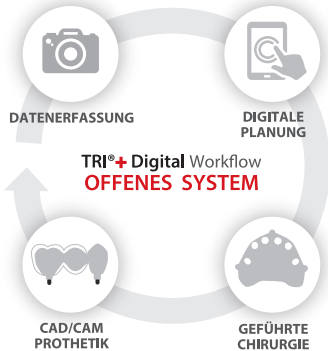 DATENERFASSUNG
DIGITALE
PLANUNG
TRI®+ Digital Workflow
OFFENES SYSTEM
CAD/CAM
PROTHETIK
GEFÜHRTE
CHIRURGIE